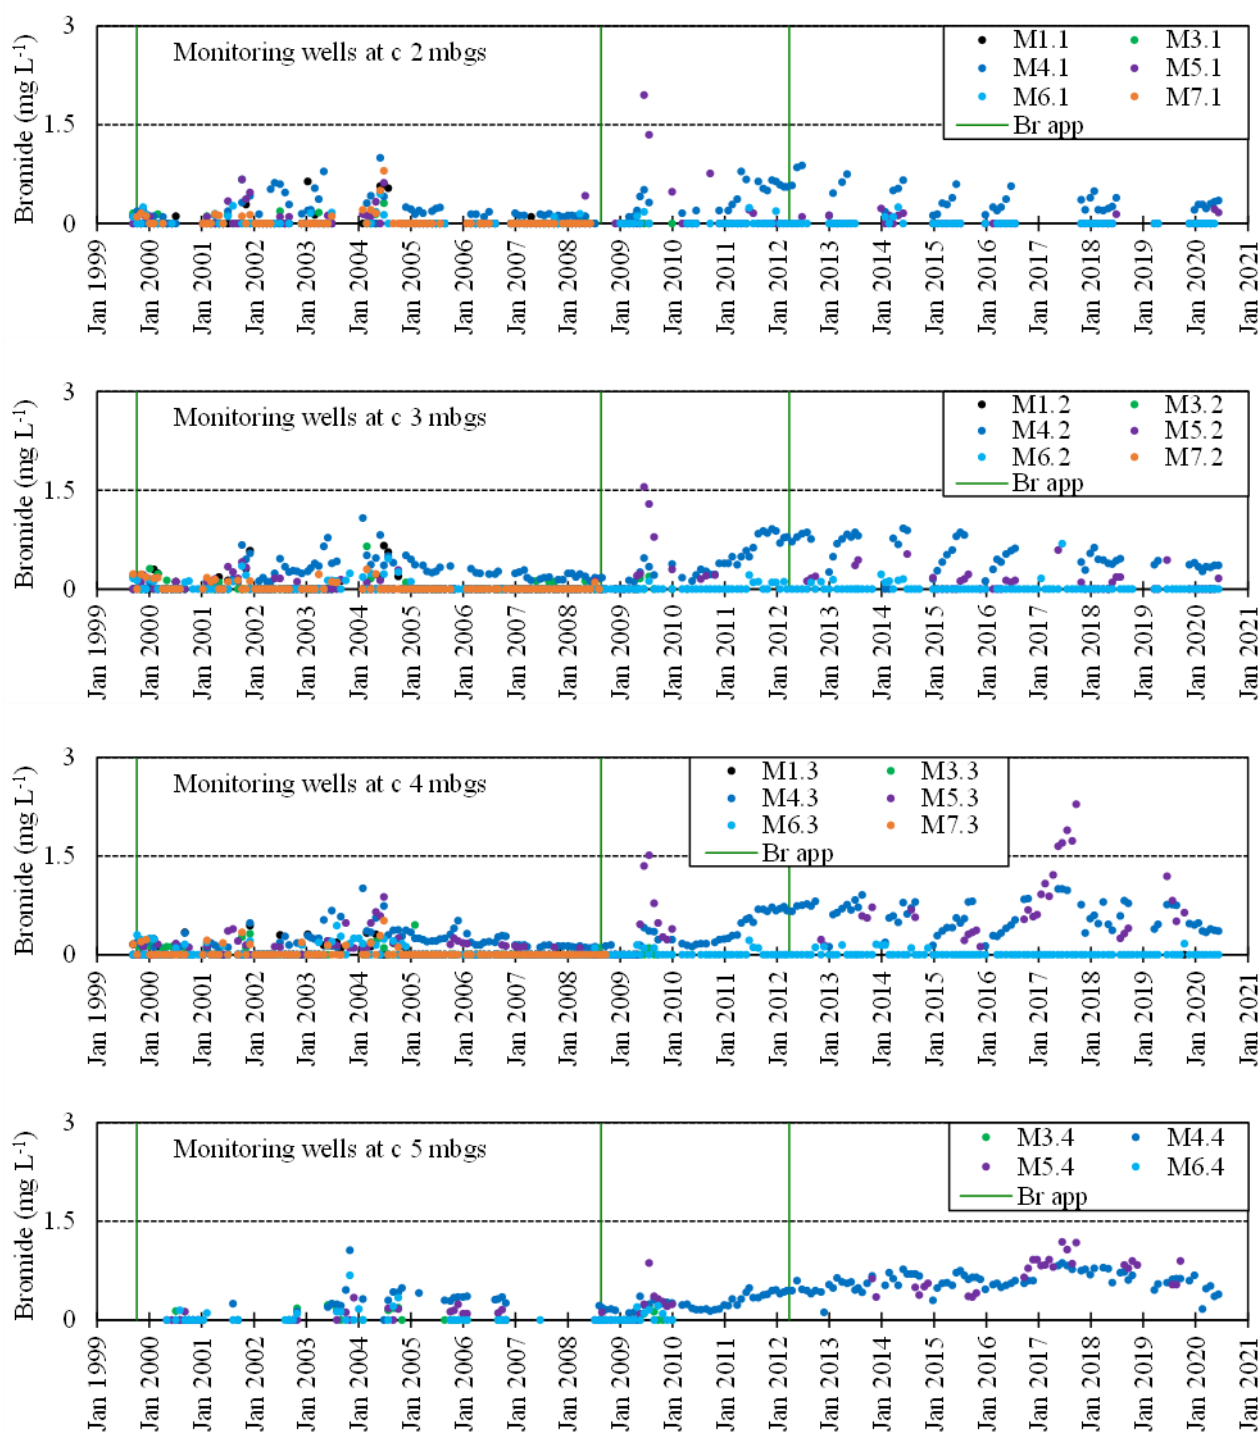 3
Monitoring wells at c 2 mbgs
M1.1 M3.1
M4.1 M5.1
M6.1 M7.1
Br app
1.5
0
Bromide (mg L-1)
Jan 1999 Jan 2000 Jan 2001 Jan 2002 Jan 2003 Jan 2004 Jan 2005 Jan 2006 Jan 2007 Jan 2008 Jan 2009 Jan 2010 Jan 2011 Jan 2012 Jan 2013 Jan 2014 Jan 2015 Jan 2016 Jan 2017 Jan 2018 Jan 2019 Jan 2020 Jan 2021
3
Monitoring wells at c 3 mbgs
M1.2 M3.2
M4.2 M5.2
M6.2 M7.2
Br app
1.5
0
Bromide (mg L-1)
Jan 1999 Jan 2000 Jan 2001 Jan 2002 Jan 2003 Jan 2004 Jan 2005 Jan 2006 Jan 2007 Jan 2008 Jan 2009 Jan 2010 Jan 2011 Jan 2012 Jan 2013 Jan 2014 Jan 2015 Jan 2016 Jan 2017 Jan 2018 Jan 2019 Jan 2020 Jan 2021
3
Monitoring wells at c 4 mbgs
M1.3 M3.3
M4.3 M5.3
M6.3 M7.3
Br app
1.5
0
Bromide (mg L-1)
Jan 1999 Jan 2000 Jan 2001 Jan 2002 Jan 2003 Jan 2004 Jan 2005 Jan 2006 Jan 2007 Jan 2008 Jan 2009 Jan 2010 Jan 2011 Jan 2012 Jan 2013 Jan 2014 Jan 2015 Jan 2016 Jan 2017 Jan 2018 Jan 2019 Jan 2020 Jan 2021
3
Monitoring wells at c 5 mbgs
M3.4 M4.4
M5.4 M6.4
Br app
1.5
0
Bromide (mg L-1)
Jan 1999 Jan 2000 Jan 2001 Jan 2002 Jan 2003 Jan 2004 Jan 2005 Jan 2006 Jan 2007 Jan 2008 Jan 2009 Jan 2010 Jan 2011 Jan 2012 Jan 2013 Jan 2014 Jan 2015 Jan 2016 Jan 2017 Jan 2018 Jan 2019 Jan 2020 Jan 2021